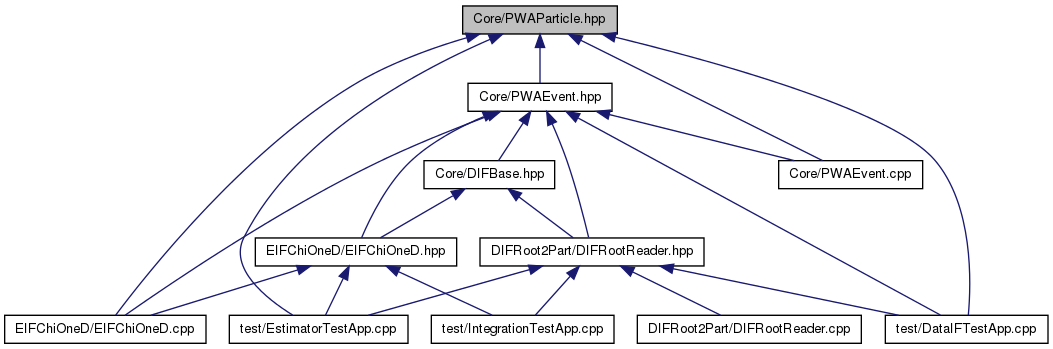 Core/PWAParticle.hpp
Core/PWAEvent.hpp
Core/DIFBase.hpp
Core/PWAEvent.cpp
EIFChiOneD/EIFChiOneD.hpp
DIFRoot2Part/DIFRootReader.hpp
EIFChiOneD/EIFChiOneD.cpp
test/EstimatorTestApp.cpp
test/IntegrationTestApp.cpp
DIFRoot2Part/DIFRootReader.cpp
test/DataIFTestApp.cpp